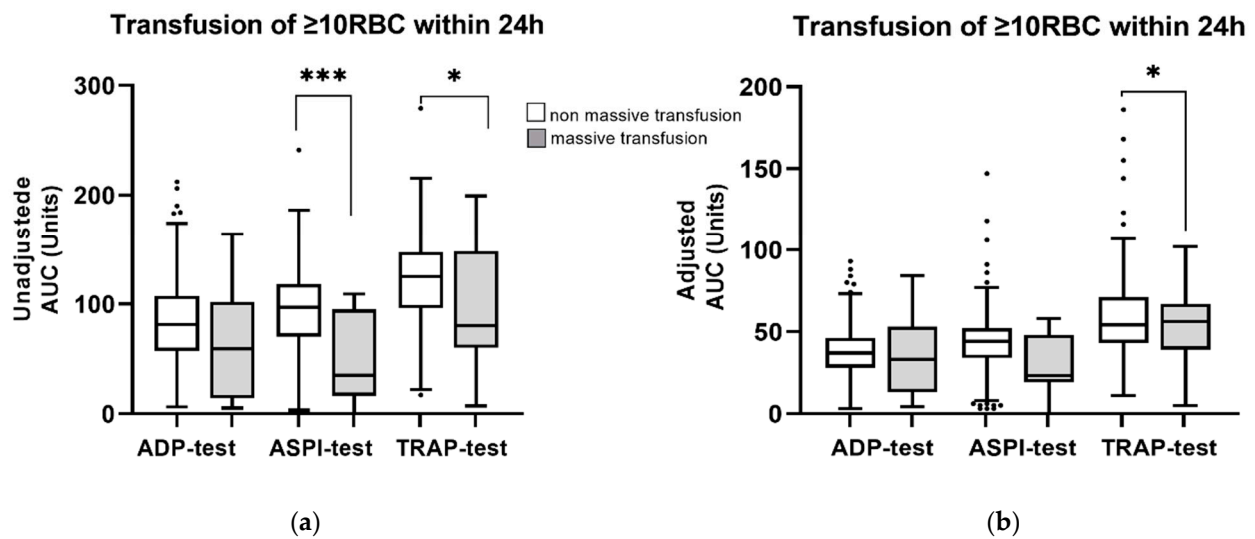 Transfusion of ≥10RBC within 24h
Unadjustede
AUC (Units)
300
200
100
0
***
*
non massive transfusion
massive transfusion
ADP-test
ASPI-test
TRAP-test
(a)
Transfusion of ≥10RBC within 24h
Adjusted
AUC (Units)
200
150
100
50
0
*
ADP-test
ASPI-test
TRAP-test
(b)